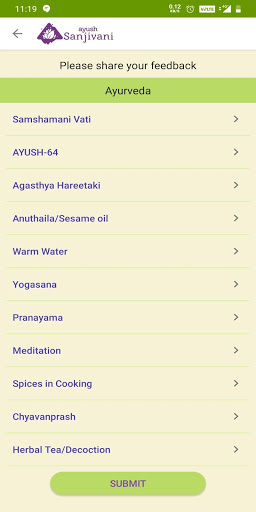 11:19
0.12
KB/S
VoLTE
4G
ayush
Sanjivani
Please share your feedback
Ayurveda
Samshamani Vati
AYUSH-64
Agasthya Hareetaki
Anuthaila/Sesame oil
Warm Water
Yogasana
Pranayama
Meditation
Spices in Cooking
Chyavanprash
Herbal Tea/Decoction
SUBMIT